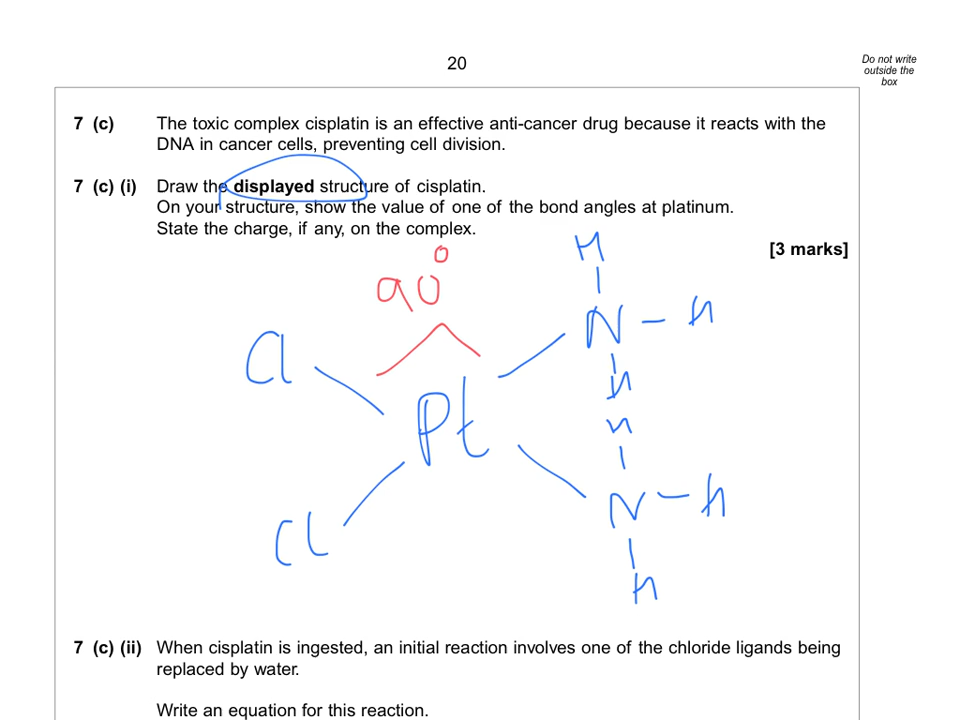 20
Do not write
outside the
box
7 (c) The toxic complex cisplatin is an effective anti-cancer drug because it reacts with the
DNA in cancer cells, preventing cell division.
7 (c) (i) Draw the displayed structure of cisplatin.
On your structure, show the value of one of the bond angles at platinum.
State the charge, if any, on the complex.
[3 marks]
90°
H
Cl
N - H
H
Pt
H
Cl
N - H
H
7 (c) (ii) When cisplatin is ingested, an initial reaction involves one of the chloride ligands being
replaced by water.
Write an equation for this reaction.